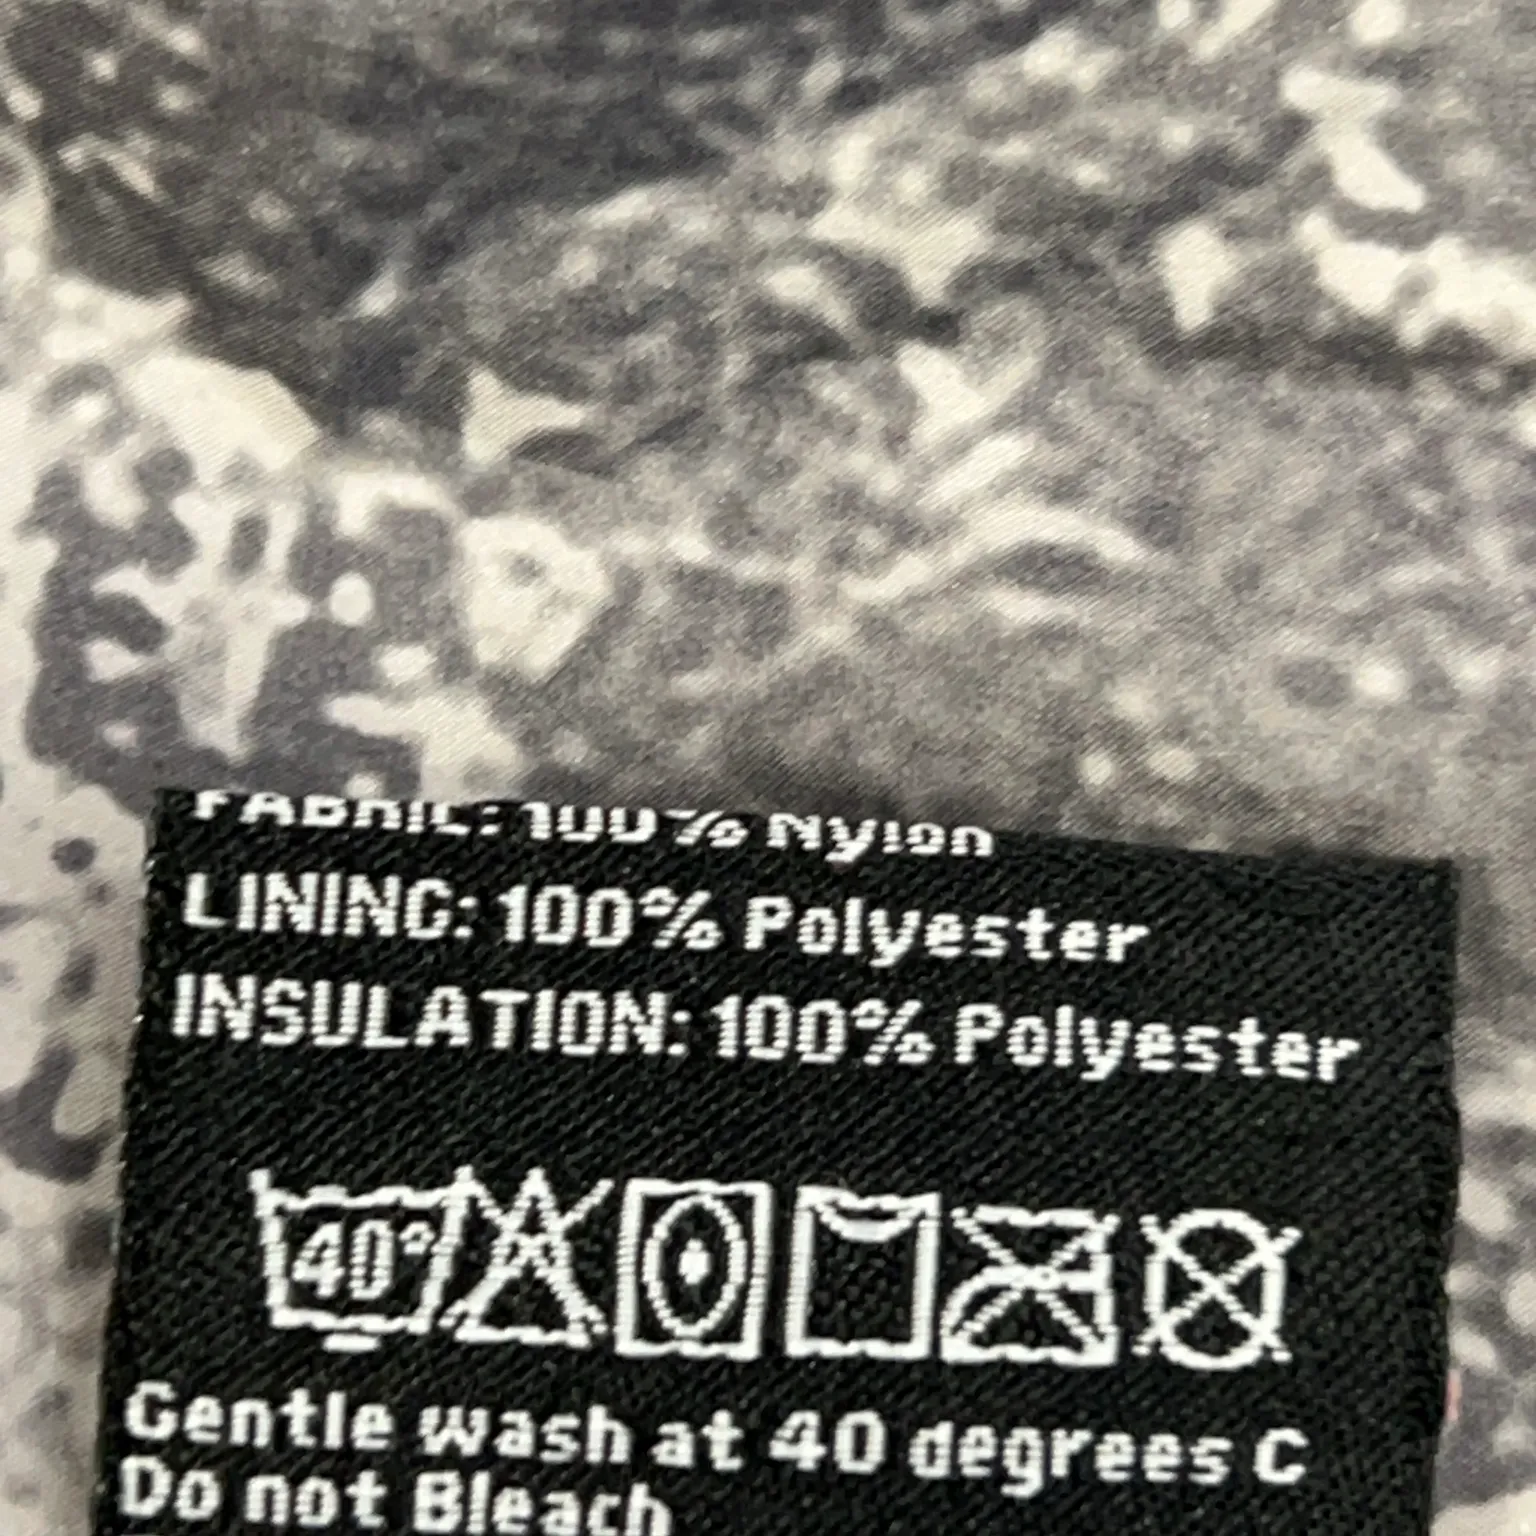 FABRIC: 100% Nylon
LINING: 100% Polyester
INSULATION: 100% Polyester
40°
Gentle wash at 40 degrees C
Do not Bleach